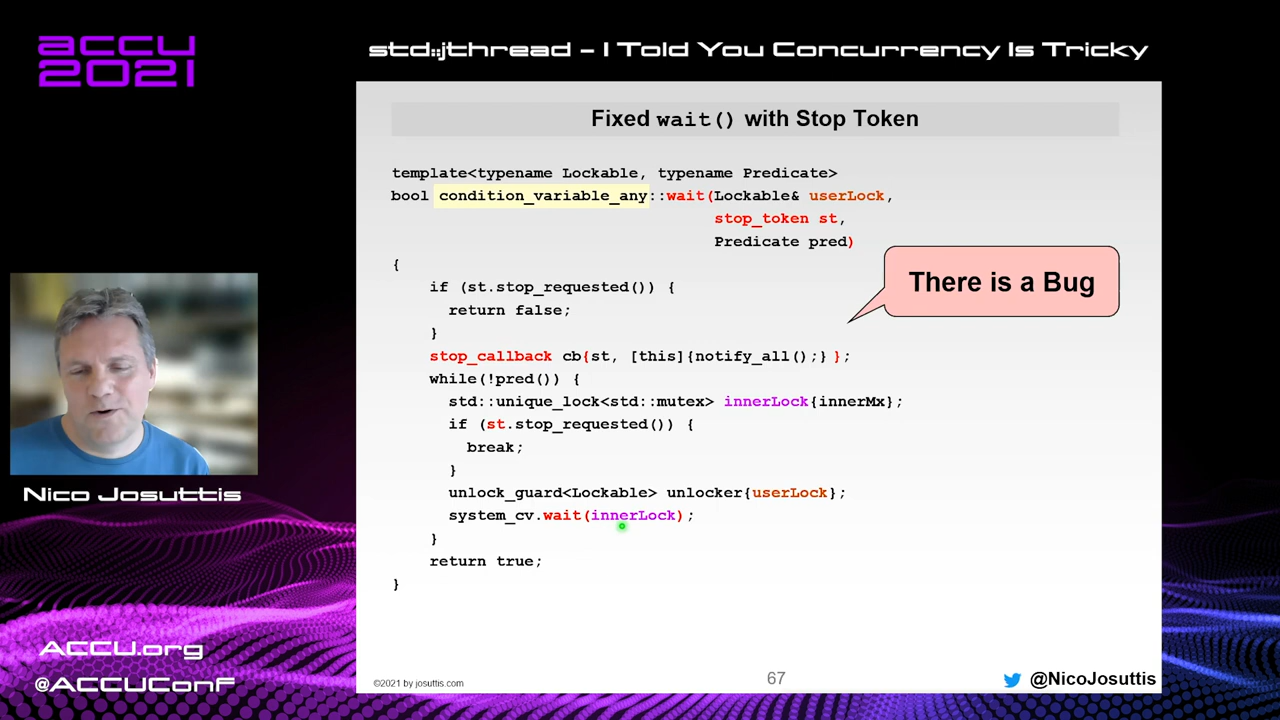 accu
2021
std::jthread – I Told You Concurrency Is Tricky
Fixed wait() with Stop Token
template<typename Lockable, typename Predicate>
bool condition_variable_any::wait(Lockable& userLock,
stop_token st,
Predicate pred)
{
if (st.stop_requested()) {
return false;
}
stop_callback cb{st, [this]{notify_all();} };
while(!pred()) {
std::unique_lock<std::mutex> innerLock{innerMx};
if (st.stop_requested()) {
break;
}
unlock_guard<Lockable> unlocker{userLock};
system_cv.wait(innerLock);
}
return true;
}
There is a Bug
Nico Josuttis
ACCU.org
@ACCUConf
©2021 by josuttis.com
67
@NicoJosuttis